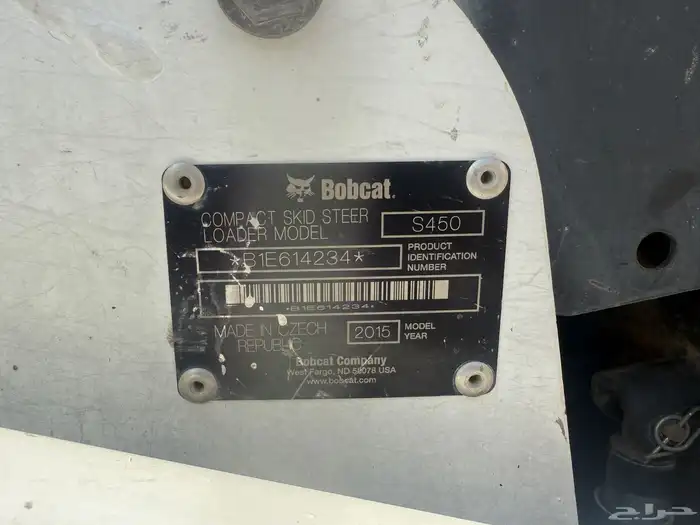 Bobcat.
COMPACT SKID STEER
LOADER MODEL
S450
*B1E614234*
PRODUCT
IDENTIFICATION
NUMBER
*B1E614234*
MADE IN CZECH
REPUBLIC
2015
MODEL
YEAR
Bobcat Company
West Fargo, ND 58078 USA
www.bobcat.com
حراج